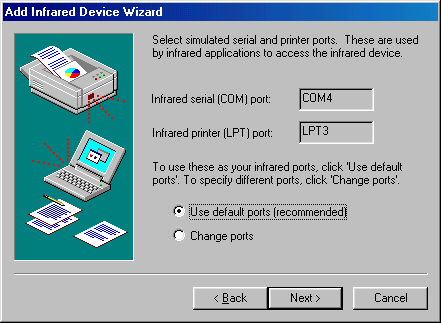 Add Infrared Device Wizard
Select simulated serial and printer ports. These are used
by infrared applications to access the infrared device.
Infrared serial (COM) port: COM4
Infrared printer (LPT) port: LPT3
To use these as your infrared ports, click 'Use default
ports'. To specify different ports, click 'Change ports'.
Use default ports (recommended)
Change ports
< Back Next > Cancel